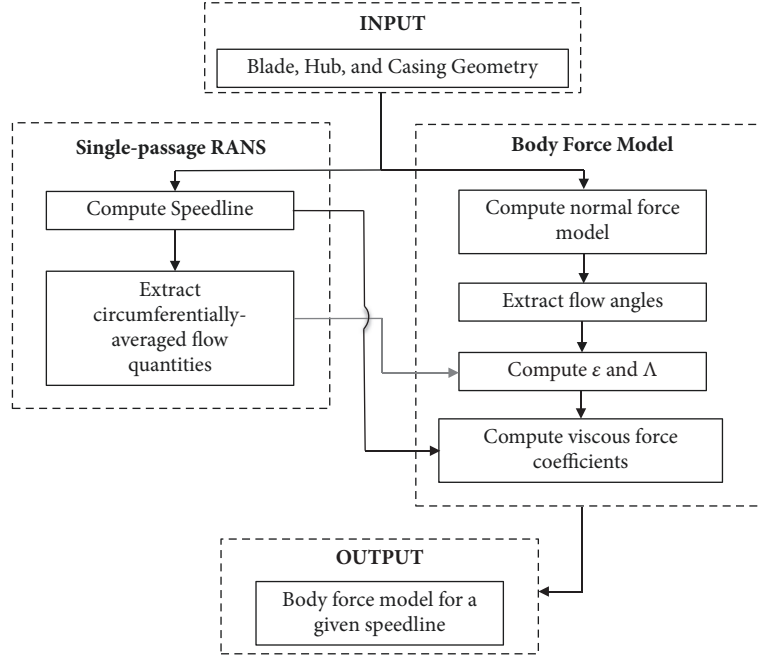 INPUT
Blade, Hub, and Casing Geometry
Single-passage RANS
Compute Speedline
Extract
circumferentially-
averaged flow
quantities
Body Force Model
Compute normal force
model
Extract flow angles
Compute ε and Λ
Compute viscous force
coefficients
OUTPUT
Body force model for a
given speedline